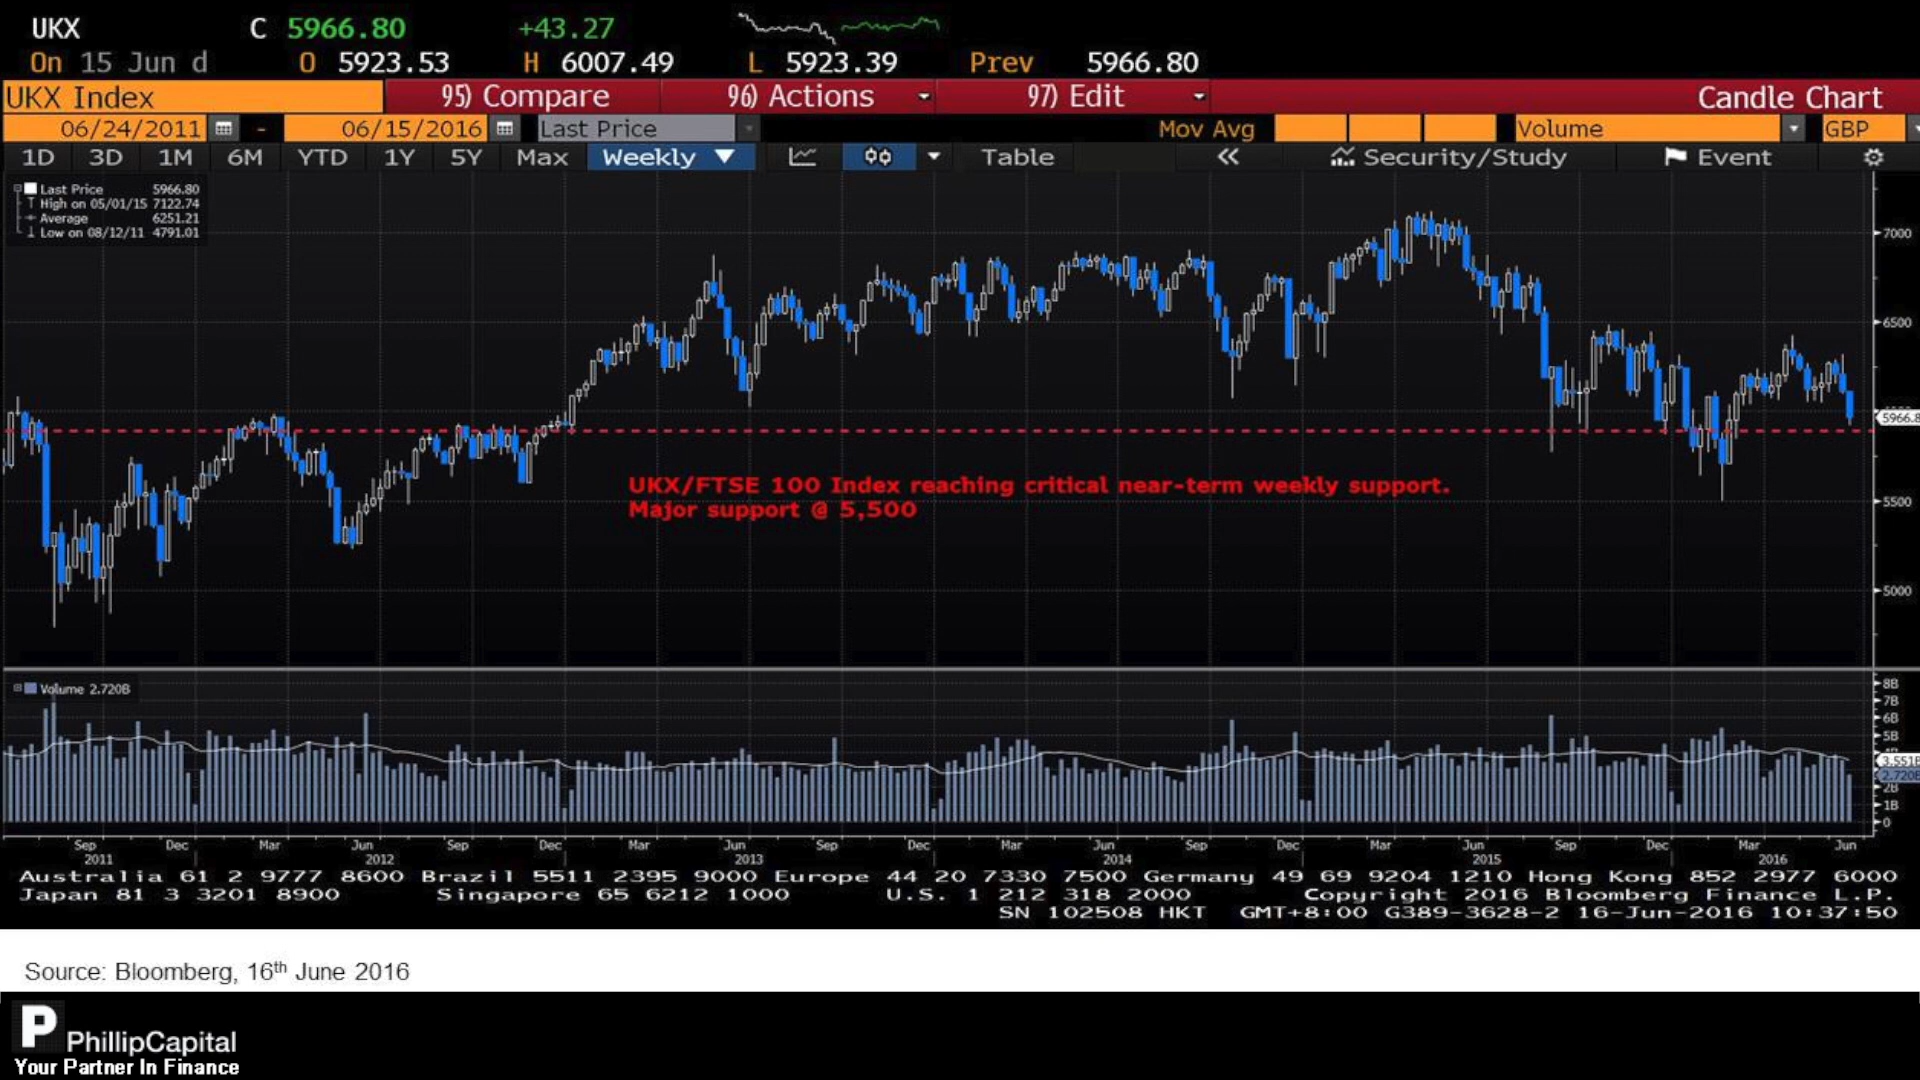 UKX C 5966.80 +43.27
On 15 Jun d O 5923.53 H 6007.49 L 5923.39 Prev 5966.80
UKX Index 95) Compare 96) Actions 97) Edit Candle Chart
06/24/2011 - 06/15/2016 Last Price Mov Avg Volume GBP
1D 3D 1M 6M YTD 1Y 5Y Max Weekly Table Security/Study Event
Last Price 5966.80
High on 05/01/15 7122.74
Average 6251.21
Low on 08/12/11 4791.01
7000
6500
5966.8
5500
5000
UKX/FTSE 100 Index reaching critical near-term weekly support.
Major support @ 5,500
Volume 2.720B
8B
7B
6B
5B
3.551B
2.720B
2B
1B
0
Sep Dec Mar Jun Sep Dec Mar Jun Sep Dec Mar Jun Sep Dec Mar Jun Sep Dec Mar Jun
2011 2012 2013 2014 2015 2016
Australia 61 2 9777 8600 Brazil 5511 2395 9000 Europe 44 20 7330 7500 Germany 49 69 9204 1210 Hong Kong 852 2977 6000
Japan 81 3 3201 8900 Singapore 65 6212 1000 U.S. 1 212 318 2000 Copyright 2016 Bloomberg Finance L.P.
SN 102508 HKT GMT+8:00 G389-3628-2 16-Jun-2016 10:37:50
Source: Bloomberg, 16th June 2016
P PhillipCapital
Your Partner In Finance